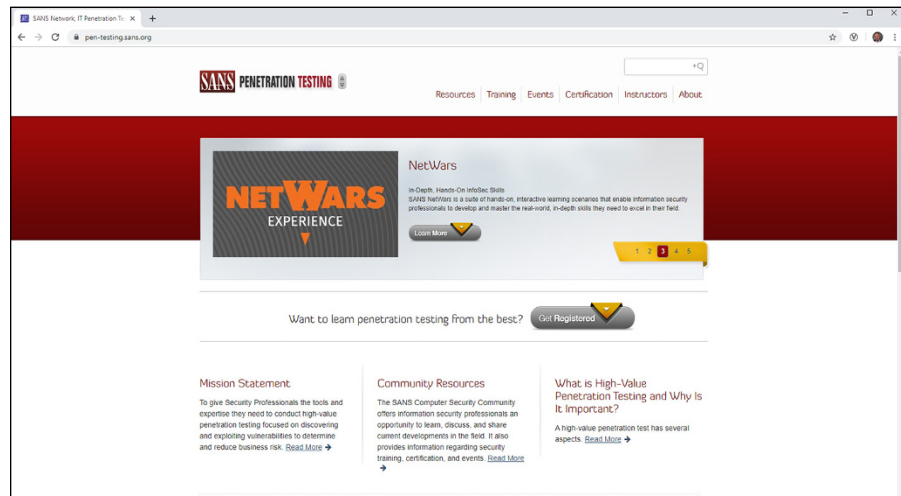 SANS Network, IT Penetration Te
pen-testing.sans.org
SANS PENETRATION TESTING
Resources Training Events Certification Instructors About
NETWARS
EXPERIENCE
NetWars
In-Depth, Hands-On InfoSec Skills
SANS NetWars is a suite of hands-on, interactive learning scenarios that enable information security
professionals to develop and master the real-world, in-depth skills they need to excel in their field.
Learn More
1 2 3 4 5
Want to learn penetration testing from the best? Get Registered
Mission Statement
To give Security Professionals the tools and
expertise they need to conduct high-value
penetration testing focused on discovering
and exploiting vulnerabilities to determine
and reduce business risk. Read More →
Community Resources
The SANS Computer Security Community
offers information security professionals an
opportunity to learn, discuss, and share
current developments in the field. It also
provides information regarding security
training, certification, and events. Read More
→
What is High-
Value
Penetration Testing and Why Is
It Important?
A high-value penetration test has several
aspects. Read More →